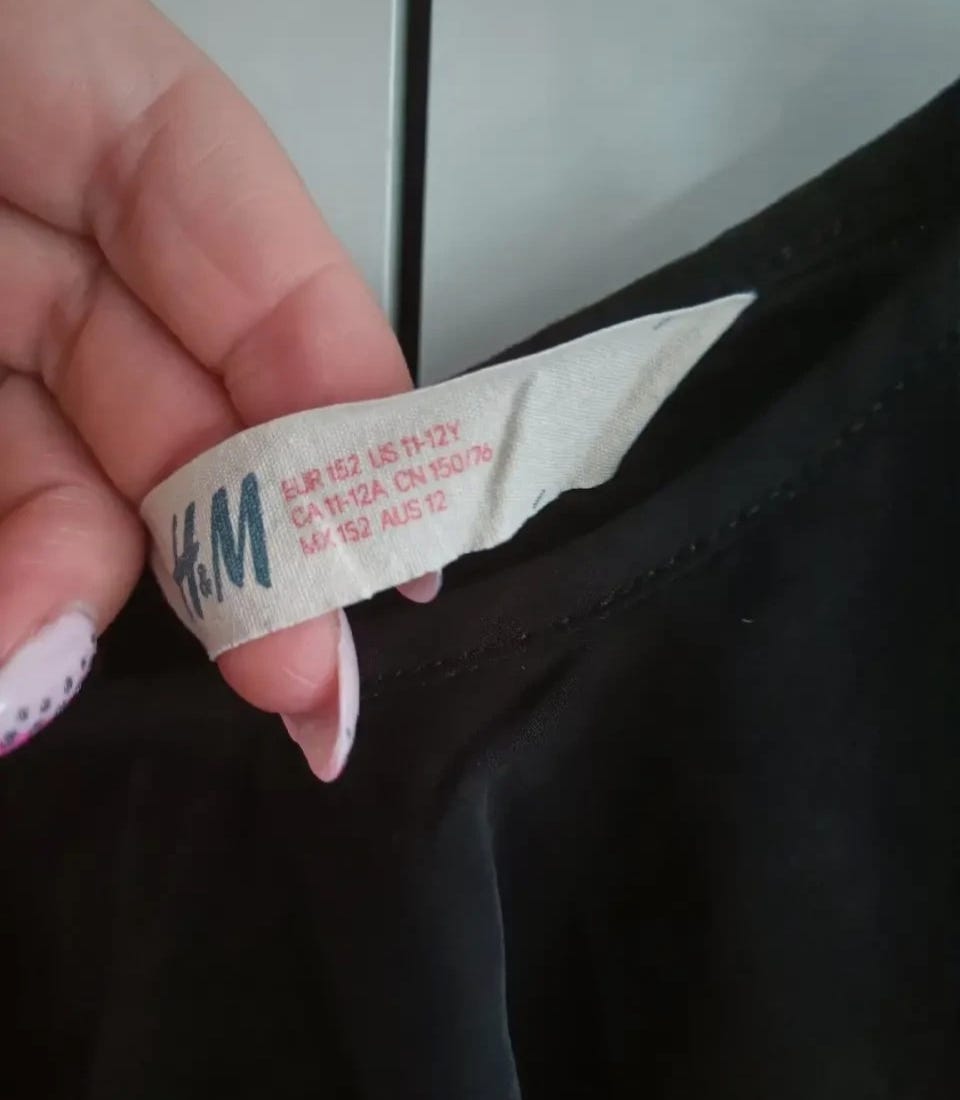 H&M
EUR 152 US 11-12Y
CA 11-12A CN 150/76
MX 152 AUS 12